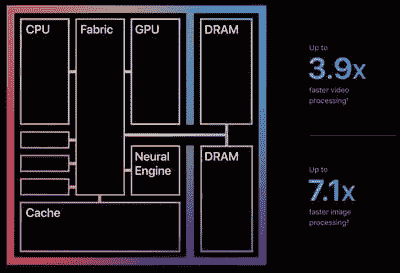 CPU
Fabric
GPU
DRAM
Neural
Engine
DRAM
Cache
Up to
3.9x
faster video
processing¹
Up to
7.1x
faster image
processing²